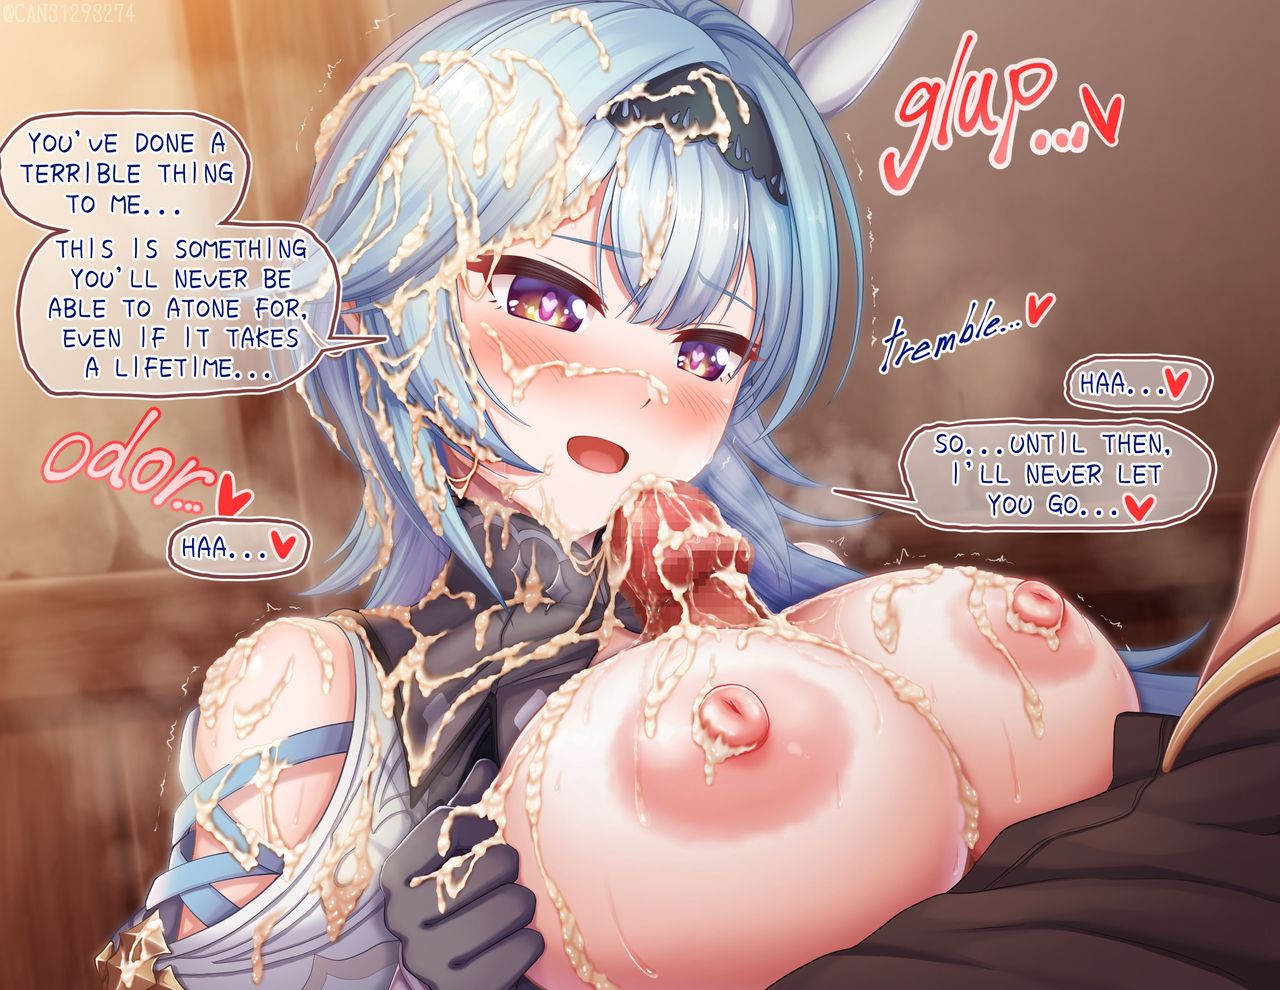 @CAN31293274
YOU'VE DONE A
TERRIBLE THING
TO ME...
THIS IS SOMETHING
YOU'LL NEVER BE
ABLE TO ATONE FOR,
EVEN IF IT TAKES
A LIFETIME...
glup...♥
tremble...♥
HAA...♥
SO...UNTIL THEN,
I'LL NEVER LET
YOU GO...♥
odor...♥
HAA...♥